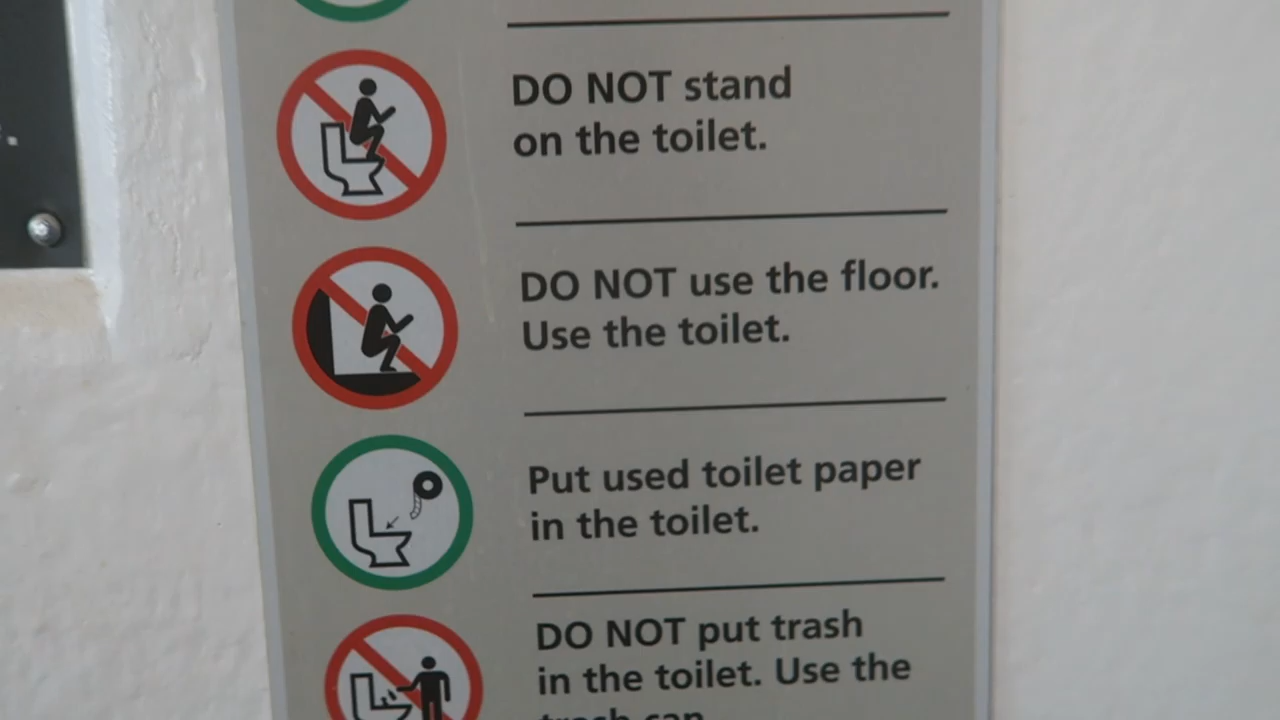 DO NOT stand
on the toilet.
DO NOT use the floor.
Use the toilet.
Put used toilet paper
in the toilet.
DO NOT put trash
in the toilet. Use the
trash can